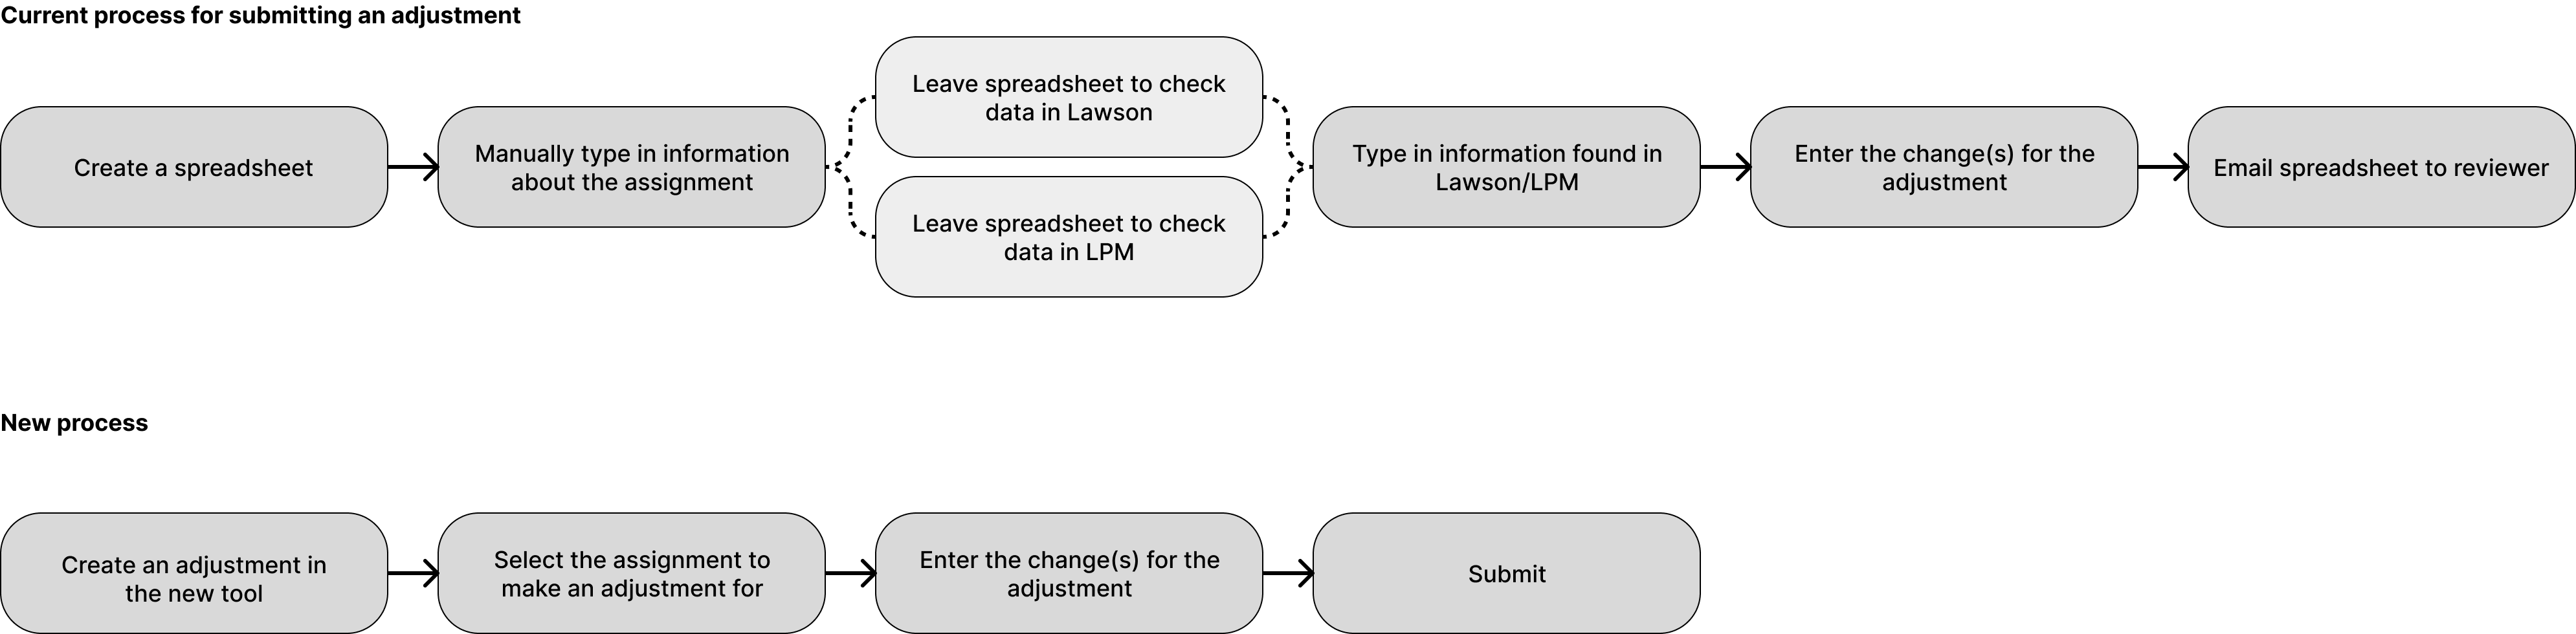 Current process for submitting an adjustment
Create a spreadsheet
Manually type in information
about the assignment
Leave spreadsheet to check
data in Lawson
Leave spreadsheet to check
data in LPM
Type in information found in
Lawson/LPM
Enter the change(s) for the
adjustment
Email spreadsheet to reviewer
New process
Create an adjustment in
the new tool
Select the assignment to
make an adjustment for
Enter the change(s) for the
adjustment
Submit